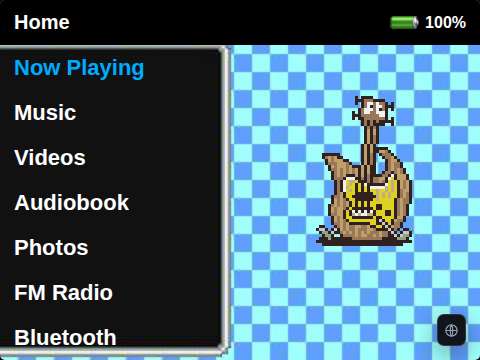 Home
100%
Now Playing
Music
Videos
Audiobook
Photos
FM Radio
Bluetooth